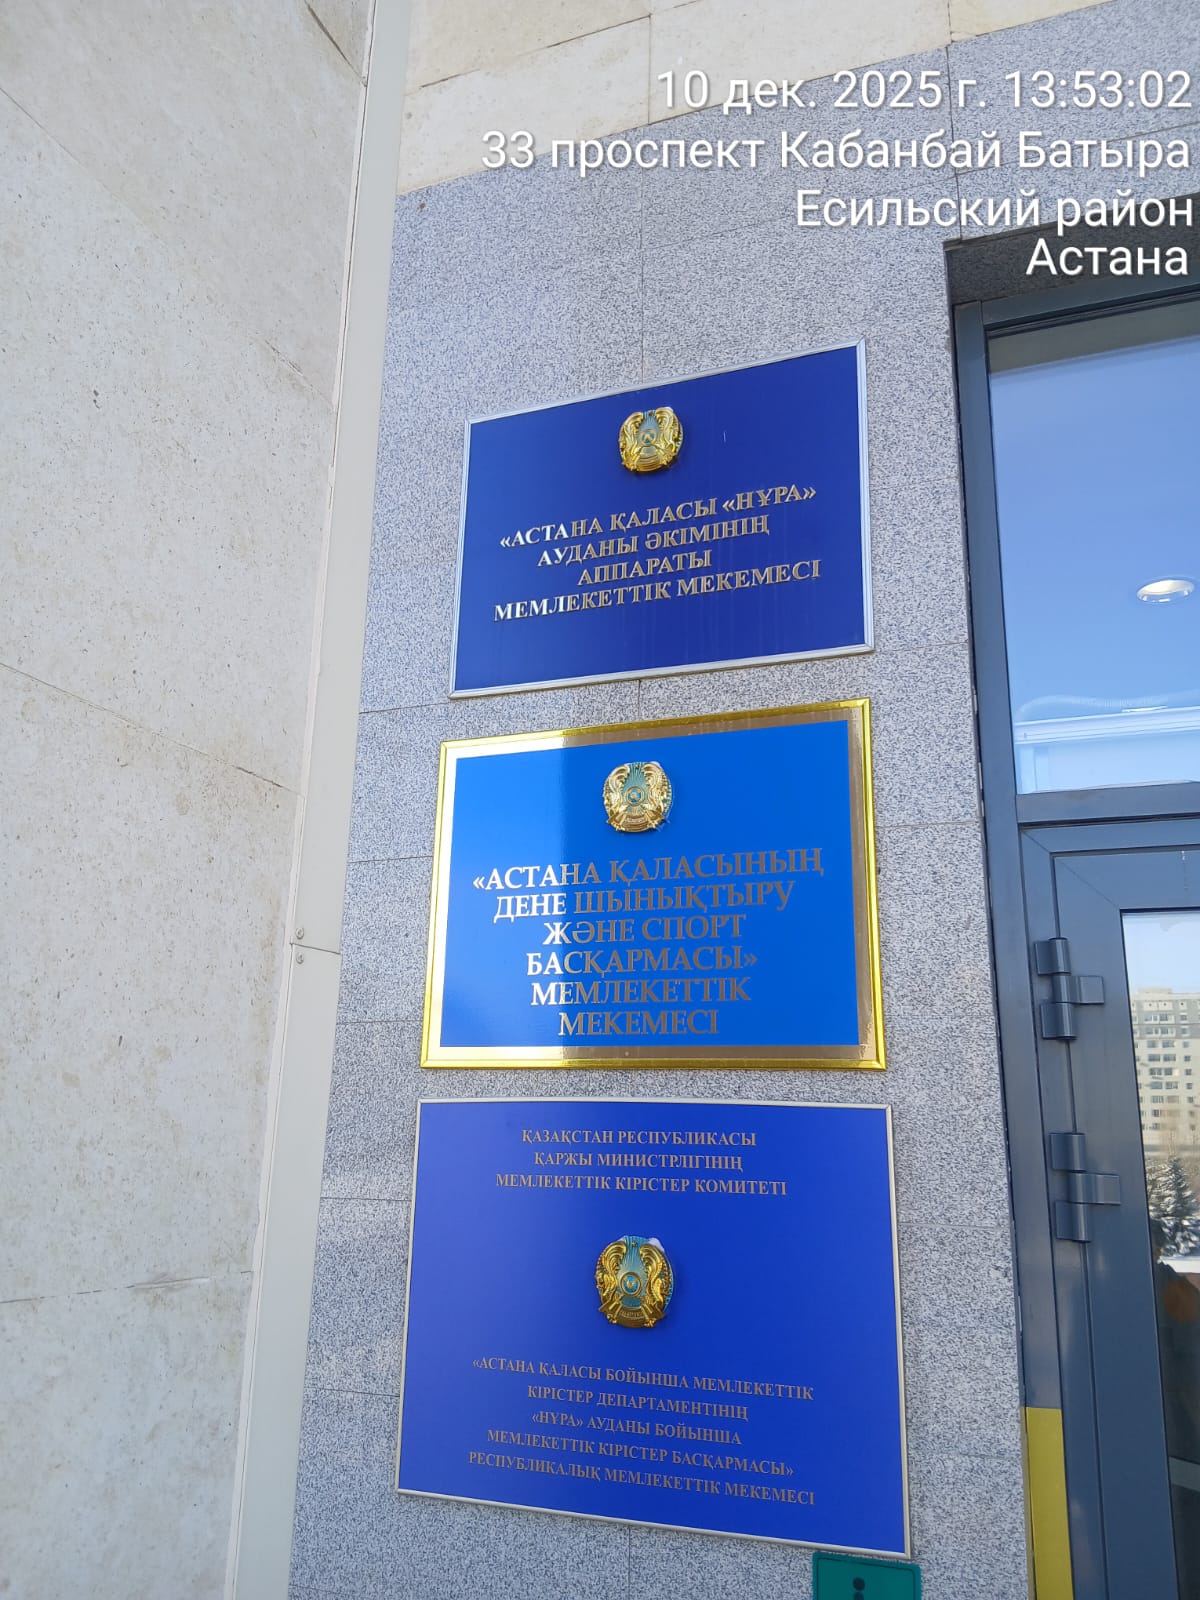 10 дек. 2025 г. 13:53:02
33 проспект Кабанбай Батыра
Есильский район
Астана
«АСТАНА ҚАЛАСЫ «НҰРА»
АУДАНЫ ӘКІМІНІҢ
АППАРАТЫ
МЕМЛЕКЕТТІК МЕКЕМЕСІ
«АСТАНА ҚАЛАСЫНЫҢ
ДЕНЕ ШЫНЫҚТЫРУ
ЖӘНЕ СПОРТ
БАСҚАРМАСЫ»
МЕМЛЕКЕТТІК
МЕКЕМЕСІ
ҚАЗАҚСТАН РЕСПУБЛИКАСЫ
ҚАРЖЫ МИНИСТРЛІГІНІҢ
МЕМЛЕКЕТТІК КІРІСТЕР КОМИТЕТІ
«АСТАНА ҚАЛАСЫ БОЙЫНША МЕМЛЕКЕТТІК
КІРІСТЕР ДЕПАРТАМЕНТІНІҢ
«НҰРА» АУДАНЫ БОЙЫНША
МЕМЛЕКЕТТІК КІРІСТЕР БАСҚАРМАСЫ»
РЕСПУБЛИКАЛЫҚ МЕМЛЕКЕТТІК МЕКЕМЕСІ